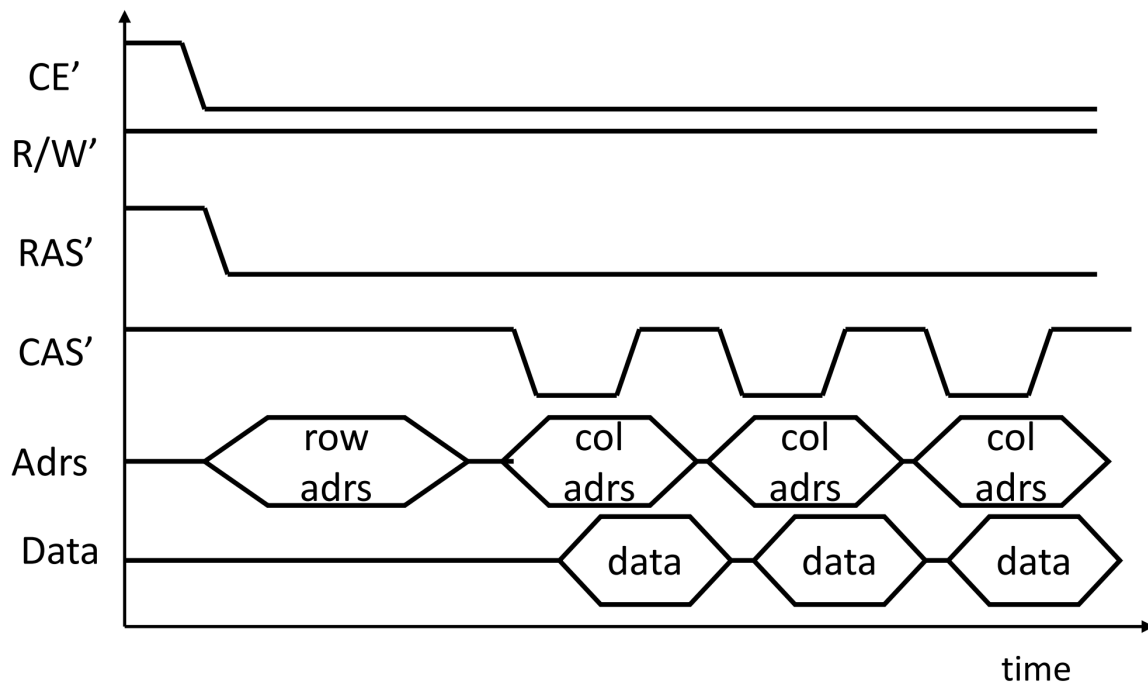 CE’
R/W’
RAS’
CAS’
Adrs
row
adrs
col
adrs
col
adrs
col
adrs
Data
data
data
data
time